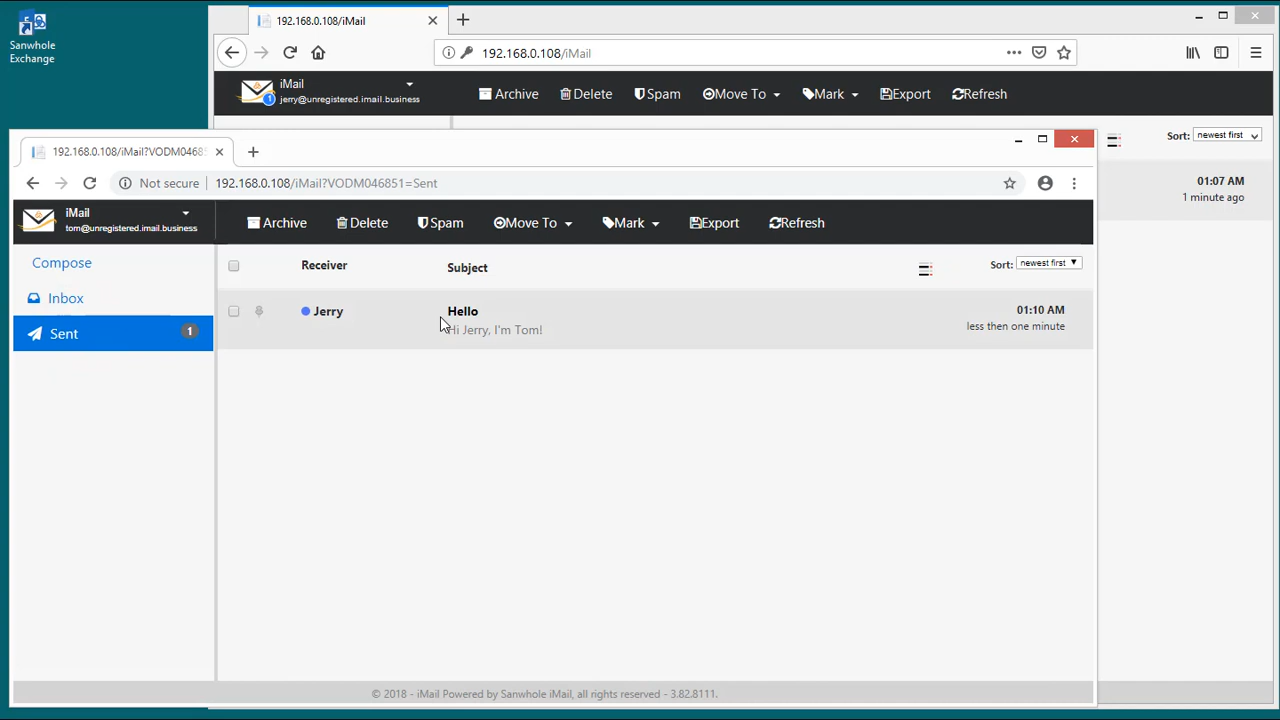 Sanwhole
Exchange
192.168.0.108/iMail
192.168.0.108/iMail
iMail
jerry@unregistered.imail.business
Archive Delete Spam Move To Mark Export Refresh
Sort: newest first
01:07 AM
1 minute ago
192.168.0.108/iMail?VODM0468
Not secure 192.168.0.108/iMail?VODM046851=Sent
iMail
tom@unregistered.imail.business
Archive Delete Spam Move To Mark Export Refresh
Compose
Inbox
Sent 1
Receiver Subject Sort: newest first
Jerry Hello 01:10 AM
Hi Jerry, I'm Tom! less then one minute
© 2018 - iMail Powered by Sanwhole iMail, all rights reserved - 3.82.8111.